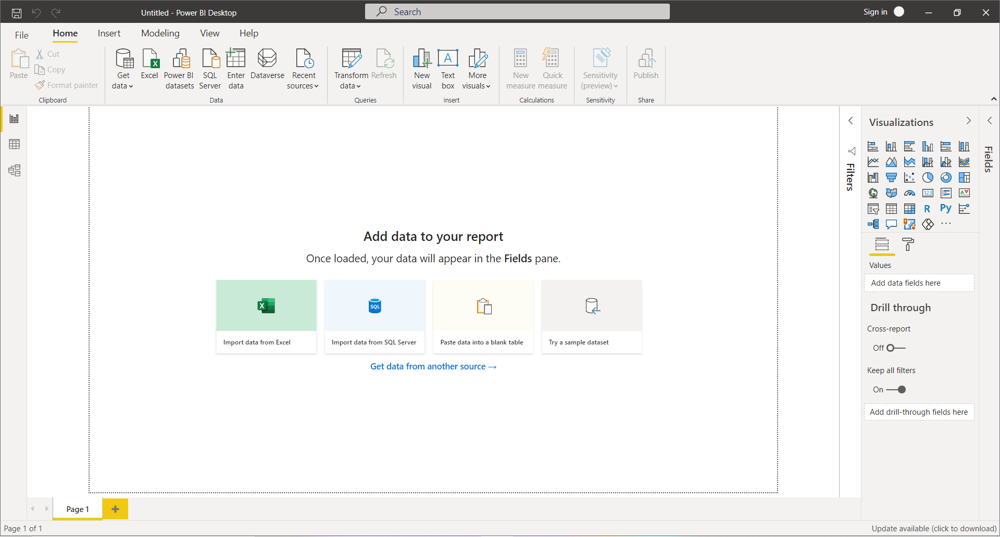 Untitled - Power BI Desktop
Search
Sign in
File
Home
Insert
Modeling
View
Help
Paste
Cut
Copy
Format painter
Clipboard
Get data
Excel
Power BI datasets
SQL Server
Enter data
Dataverse
Recent sources
Data
Transform data
Refresh
Queries
New visual
Text box
More visuals
Insert
New measure
Quick measure
Calculations
Sensitivity (preview)
Sensitivity
Publish
Share
Add data to your report
Once loaded, your data will appear in the Fields pane.
X
Import data from Excel
SQL
Import data from SQL Server
Paste data into a blank table
Try a sample dataset
Get data from another source →
Filters
Visualizations
123
R
Py
...
Values
Add data fields here
Drill through
Cross-report
Off
Keep all filters
On
Add drill-through fields here
Fields
Page 1
Page 1 of 1
Update available (click to download)